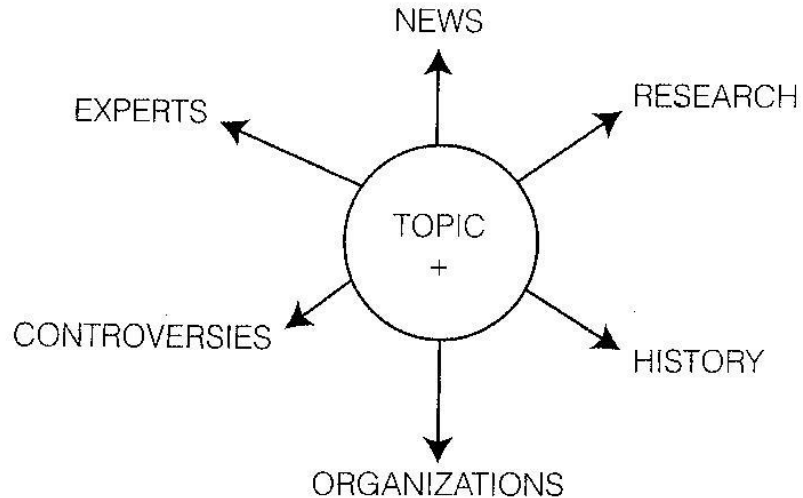 NEWS
EXPERTS
RESEARCH
TOPIC
+
CONTROVERSIES
HISTORY
ORGANIZATIONS